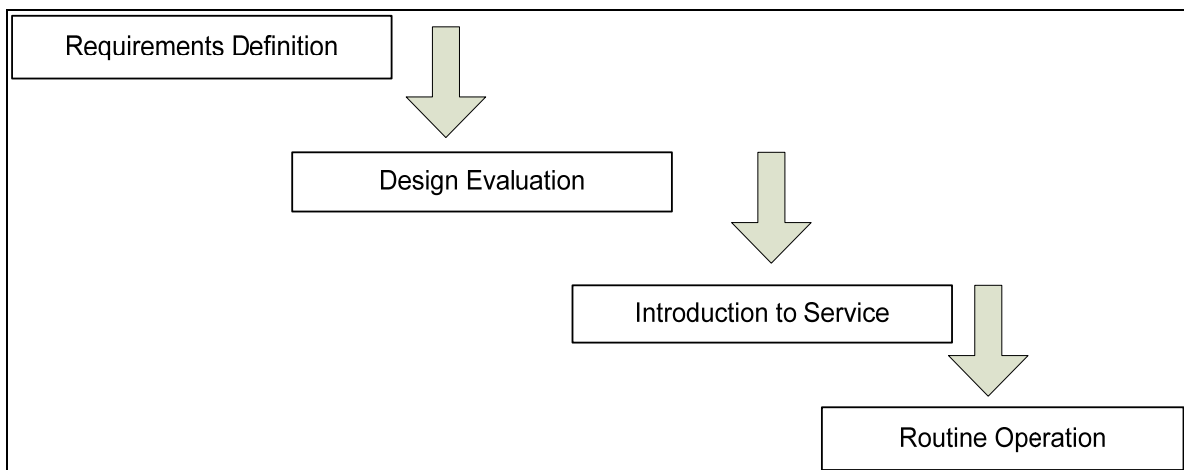 Requirements Definition
Design Evaluation
Introduction to Service
Routine Operation